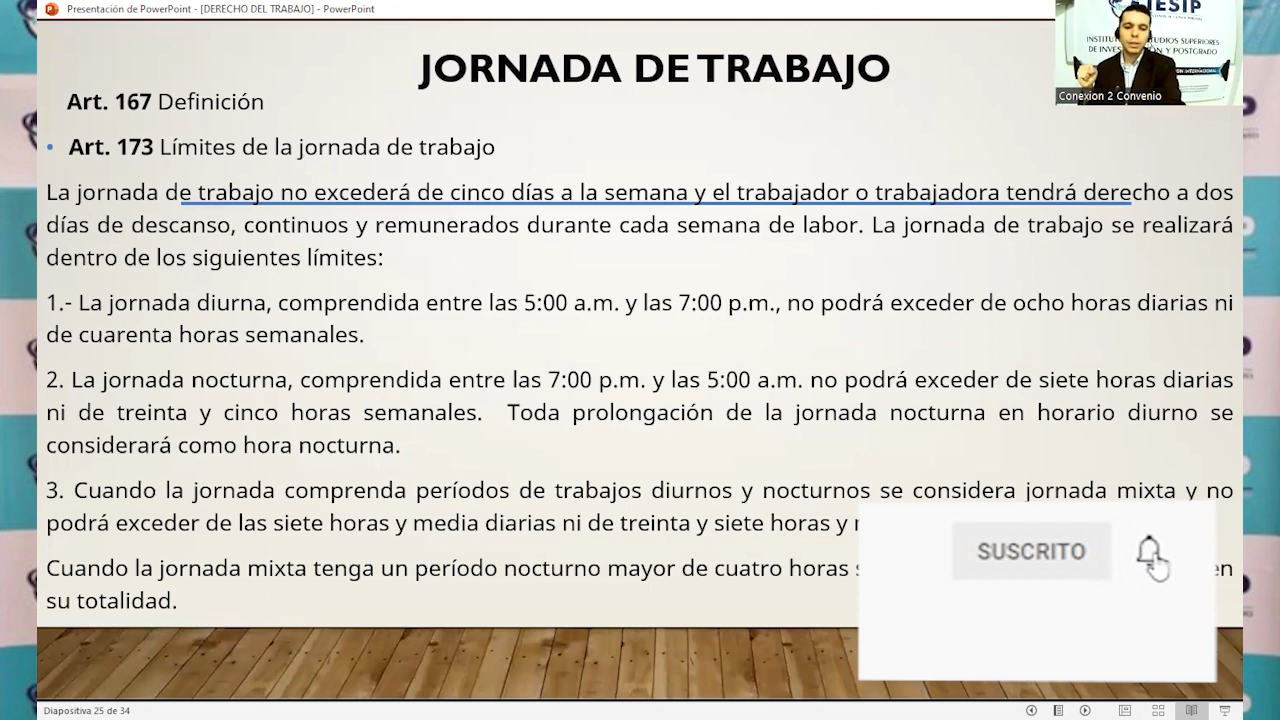 Presentación de PowerPoint - [DERECHO DEL TRABAJO] - PowerPoint
IESIP
INSTITUT
TUDIOS SUPERIORES
DE INVES
ÓN Y POSTGRADO
Conexion 2 Convenio
JORNADA DE TRABAJO
Art. 167 Definición
• Art. 173 Límites de la jornada de trabajo
La jornada de trabajo no excederá de cinco días a la semana y el trabajador o trabajadora tendrá derecho a dos
días de descanso, continuos y remunerados durante cada semana de labor. La jornada de trabajo se realizará
dentro de los siguientes límites:
1.- La jornada diurna, comprendida entre las 5:00 a.m. y las 7:00 p.m., no podrá exceder de ocho horas diarias ni
de cuarenta horas semanales.
2. La jornada nocturna, comprendida entre las 7:00 p.m. y las 5:00 a.m. no podrá exceder de siete horas diarias
ni de treinta y cinco horas semanales. Toda prolongación de la jornada nocturna en horario diurno se
considerará como hora nocturna.
3. Cuando la jornada comprenda períodos de trabajos diurnos y nocturnos se considera jornada mixta y no
podrá exceder de las siete horas y media diarias ni de treinta y siete horas y
Cuando la jornada mixta tenga un período nocturno mayor de cuatro horas en
su totalidad.
SUSCRITO
Diapositiva 25 de 34